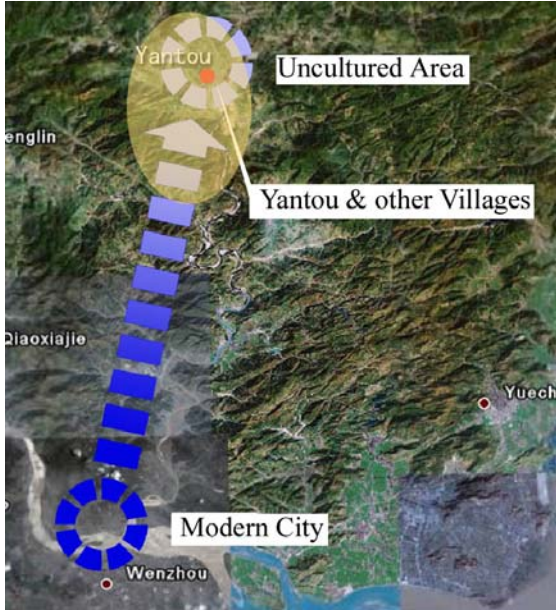 Yantou
Uncultured Area
englin
Yantou & other Villages
Qiaoxiajie
Yuech
Modern City
Wenzhou